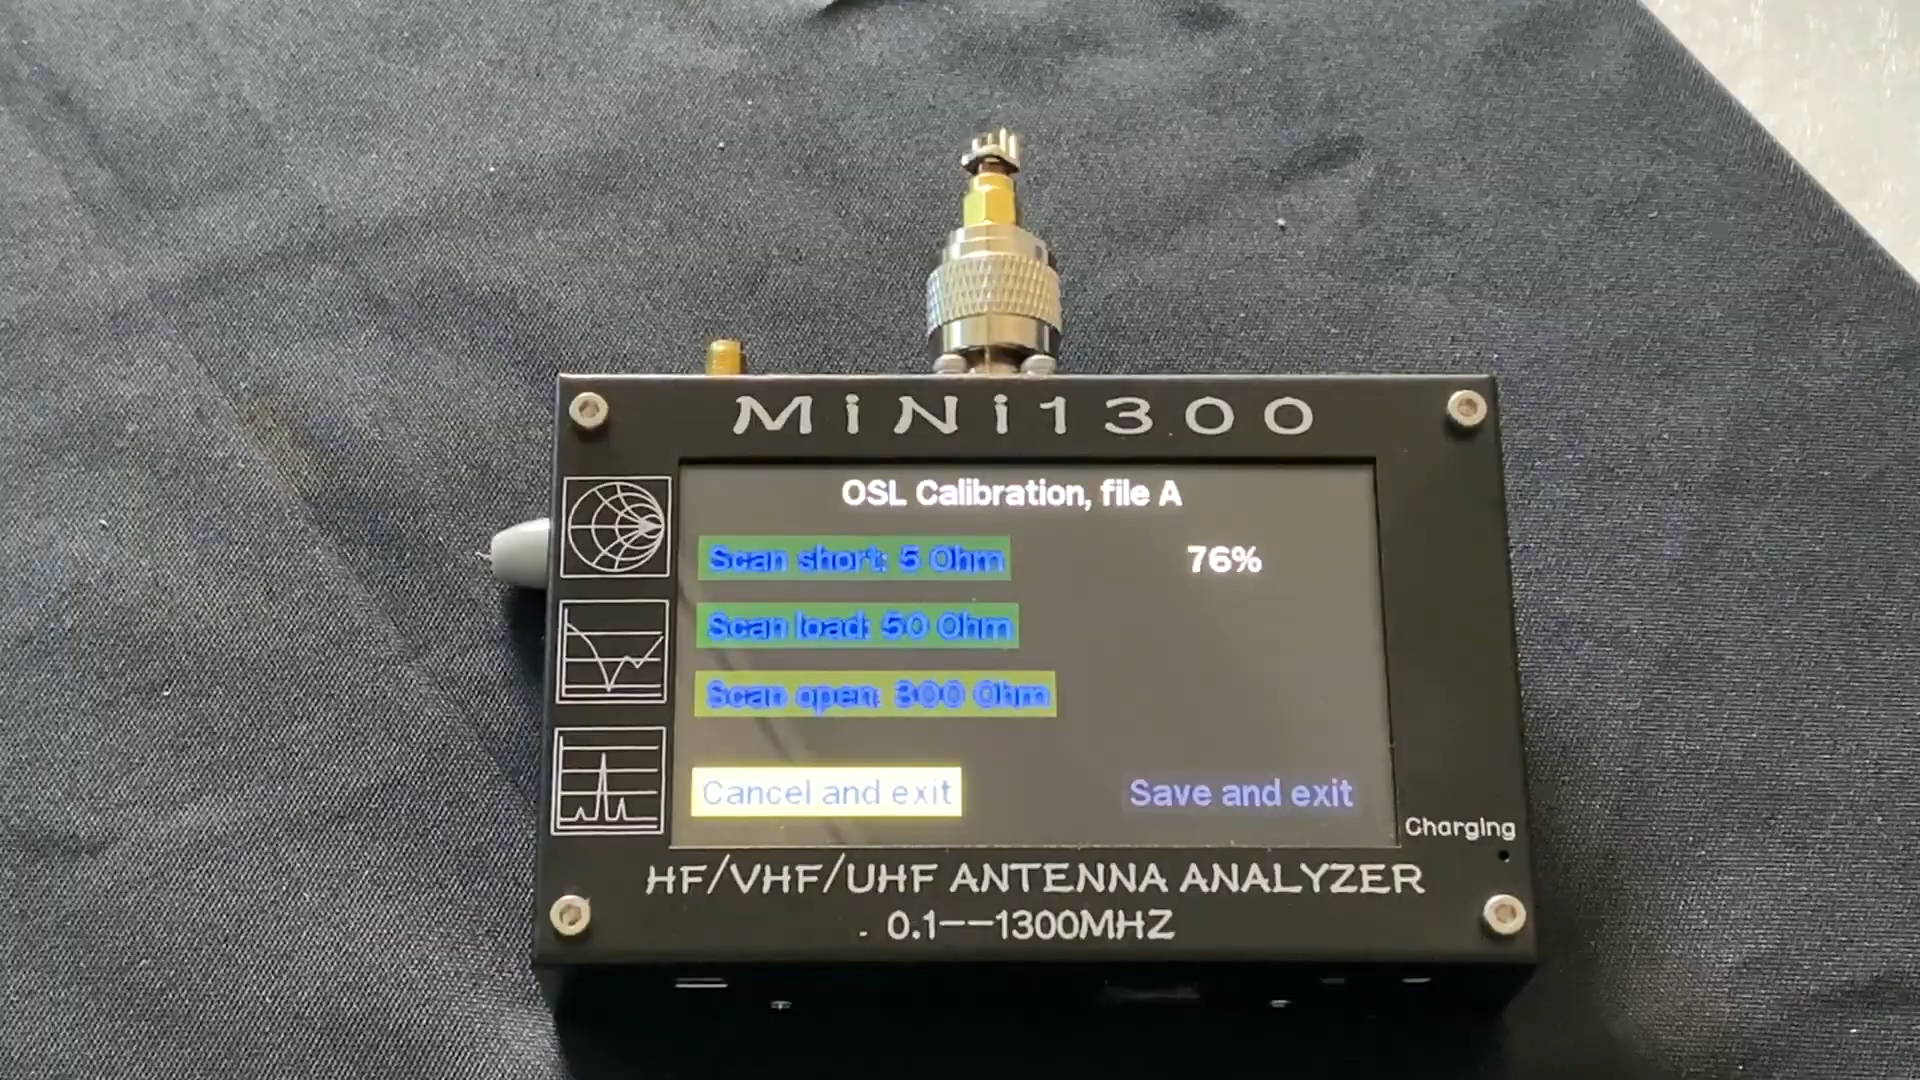 MiNi1300
OSL Calibration, file A
Scan short: 5 Ohm 76%
Scan load: 50 Ohm
Scan open: 300 Ohm
Cancel and exit Save and exit
Charging
HF/VHF/UHF ANTENNA ANALYZER
0.1--1300MHZ